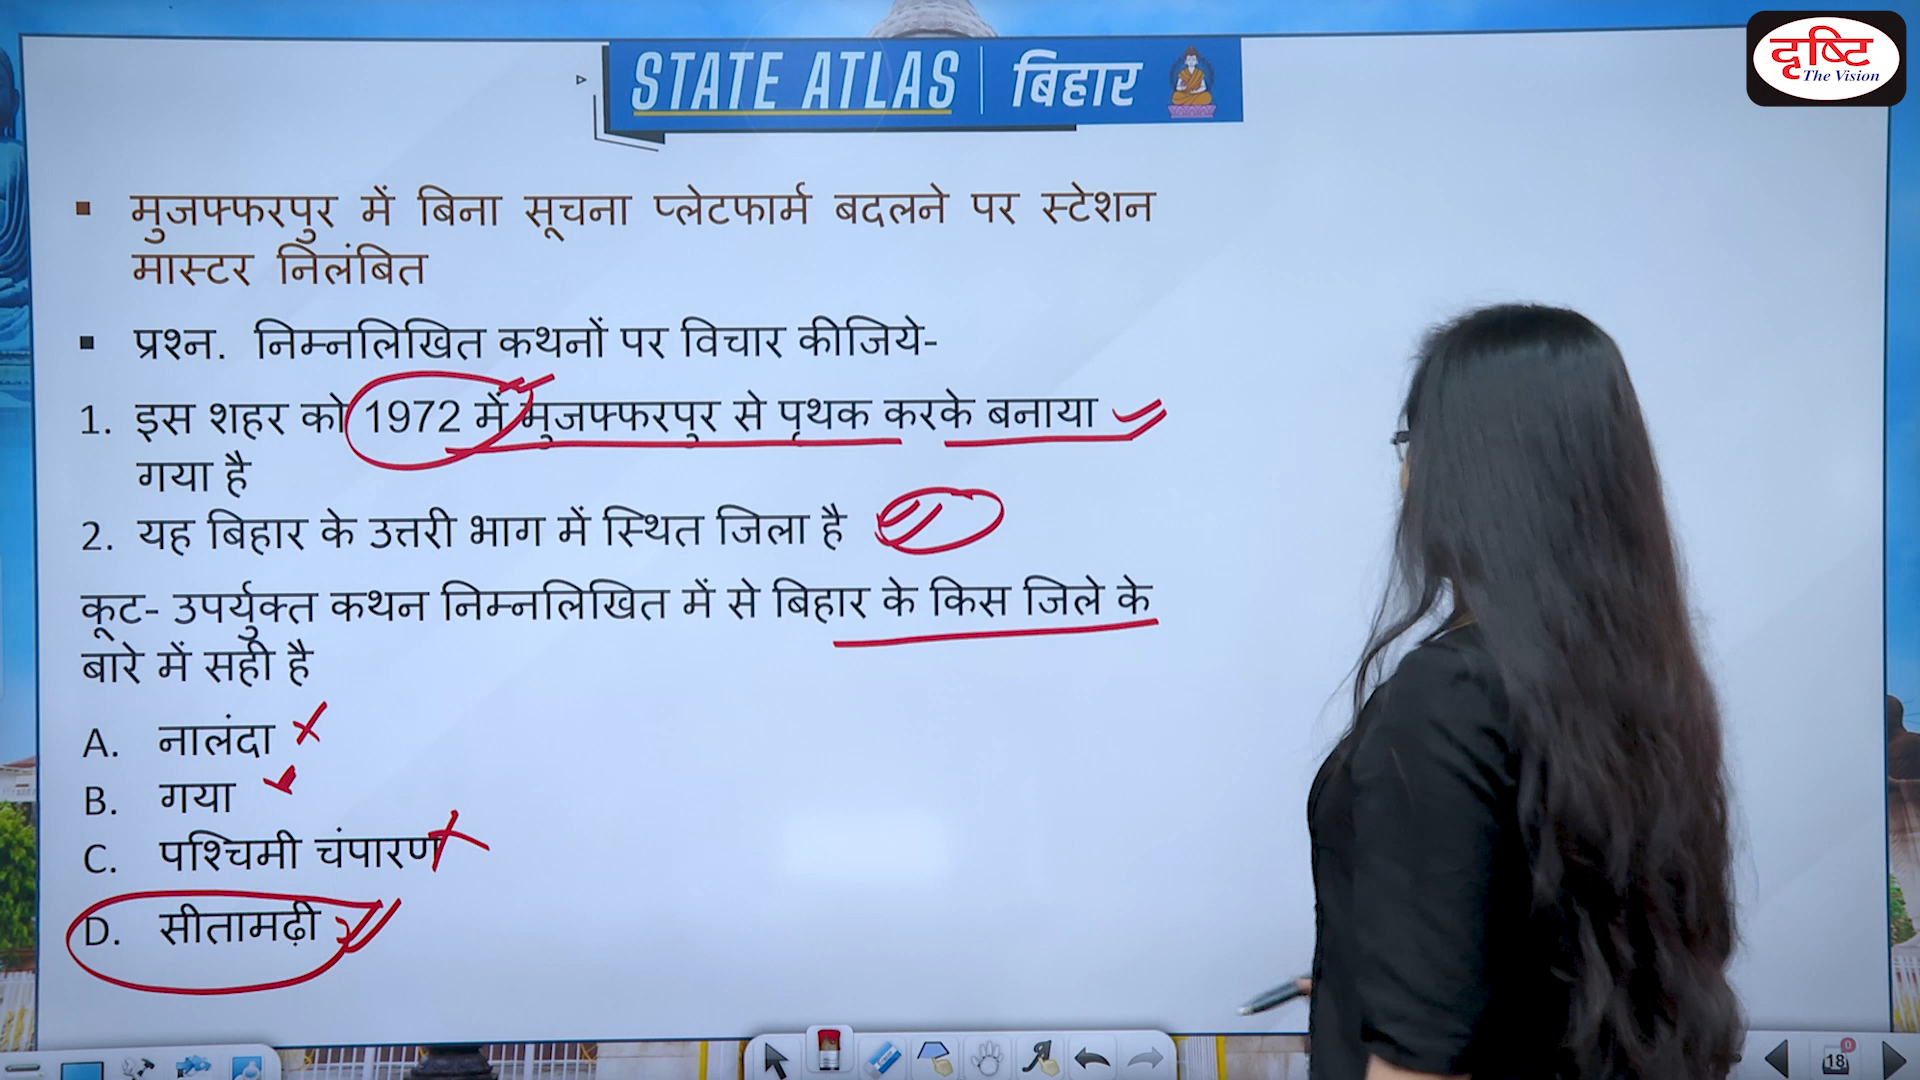 दृष्टि
The Vision
STATE ATLAS बिहार
▪ मुजफ्फरपुर में बिना सूचना प्लेटफार्म बदलने पर स्टेशन
मास्टर निलंबित
▪ प्रश्न. निम्नलिखित कथनों पर विचार कीजिये-
1. इस शहर को 1972 में मुजफ्फरपुर से पृथक करके बनाया
गया है
2. यह बिहार के उत्तरी भाग में स्थित जिला है
कूट- उपर्युक्त कथन निम्नलिखित में से बिहार के किस जिले के
बारे में सही है
A. नालंदा
B. गया
C. पश्चिमी चंपारण
D. सीतामढ़ी
18
0